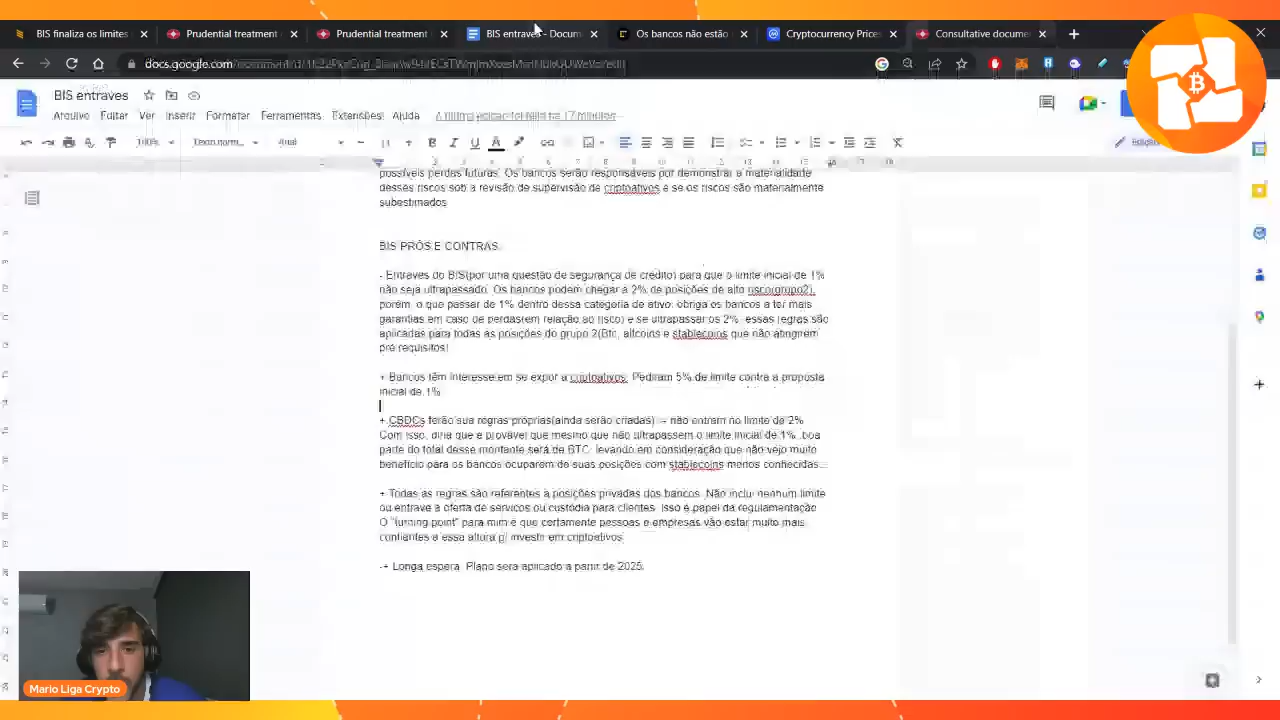 BIS finaliza os limites
Prudential treatment
Prudential treatment
BIS entraves - Docum
Os bancos não estão
Cryptocurrency Prices
Consultative docume
docs.google.com
BIS entraves
Arquivo Editar Ver Inserir Formatar Ferramentas Extensões Ajuda
100% Texto norm... Arial 11
possíveis perdas futuras. Os bancos serão responsáveis por demonstrar a materialidade
desses riscos sob a revisão de supervisão de criptoativos e se os riscos são materialmente
subestimados
BIS PRÓS E CONTRAS
- Entraves do BIS(por uma questão de segurança de crédito) para que o limite inicial de 1%
não seja ultrapassado. Os bancos podem chegar a 2% de posições de alto risco(grupo2),
porém, o que passar de 1% dentro dessa categoria de ativo, obriga os bancos a ter mais
garantias em caso de perdas(em relação ao risco) e se ultrapassar os 2%, essas regras são
aplicadas para todas as posições do grupo 2(Btc, altcoins e stablecoins que não atingirem
pré requisitos)
+ Bancos têm interesse em se expor a criptoativos. Pediram 5% de limite contra a proposta
inicial de 1%
+ CBDCs terão sua regras próprias(ainda serão criadas) -- não entram no limite de 2%
Com isso, diria que é provável que mesmo que não ultrapassem o limite inicial de 1%, boa
parte do total desse montante será de BTC, levando em consideração que não vejo muito
benefício para os bancos ocuparem de suas posições com stablecoins menos conhecidas...
+ Todas as regras são referentes a posições privadas dos bancos. Não inclui nenhum limite
ou entrave a oferta de serviços ou custódia para clientes. Isso é papel da regulamentação
O "turning point" para mim é que certamente pessoas e empresas vão estar muito mais
confiantes a essa altura p/ investir em criptoativos
-+ Longa espera. Plano será aplicado a partir de 2025.
Mario Liga Crypto